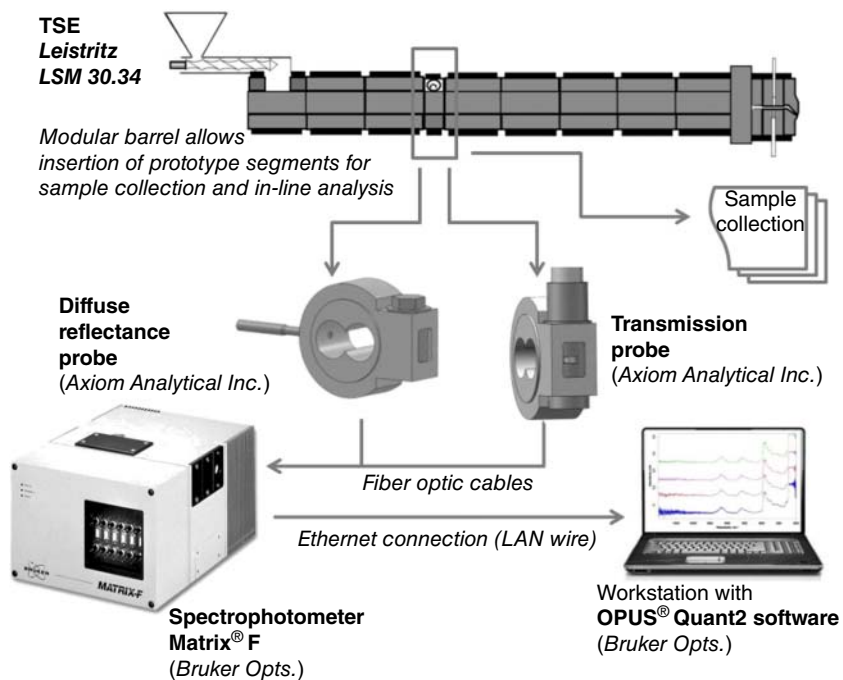 TSE
Leistritz
LSM 30.34
Modular barrel allows
insertion of prototype segments for
sample collection and in-line analysis
Sample
collection
Diffuse
reflectance
probe
(Axiom Analytical Inc.)
Transmission
probe
(Axiom Analytical Inc.)
Fiber optic cables
Ethernet connection (LAN wire)
BRUKER
MATRIX-F
Spectrophotometer
Matrix® F
(Bruker Opts.)
Workstation with
OPUS® Quant2 software
(Bruker Opts.)